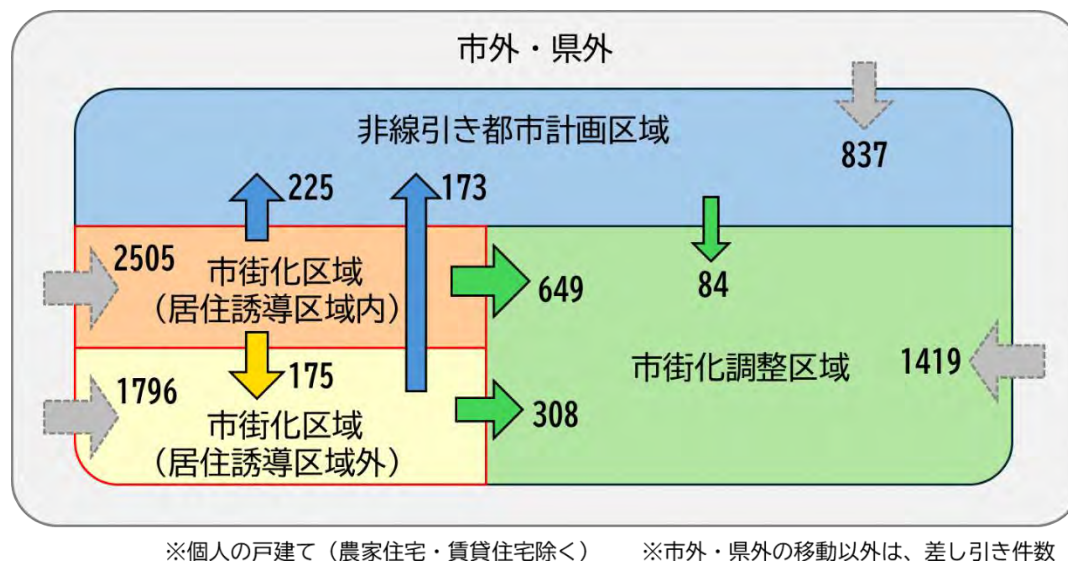 市外・県外
非線引き都市計画区域
837
225
173
2505
市街化区域
（居住誘導区域内）
649
84
175
1796
市街化区域
（居住誘導区域外）
308
市街化調整区域
1419
※個人の戸建て（農家住宅・賃貸住宅除く）　※市外・県外の移動以外は、差し引き件数